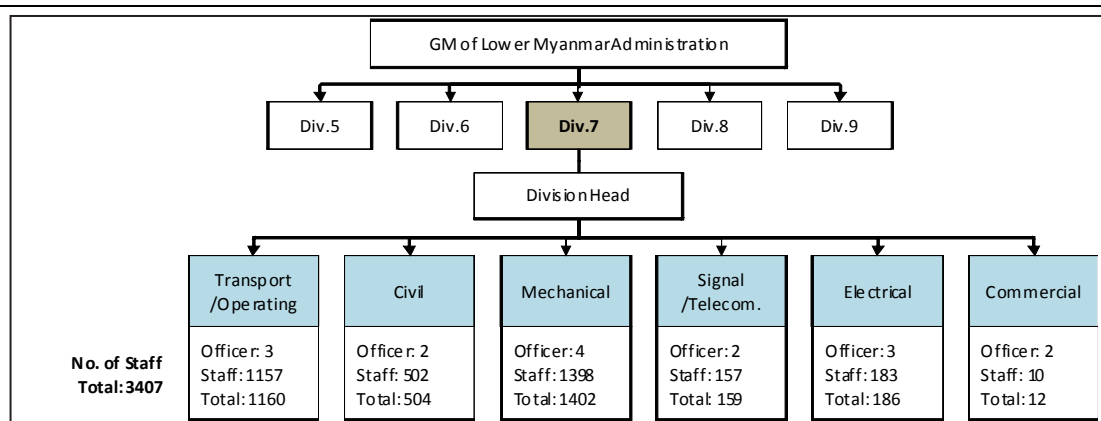 GM of Lower Myanmar Administration
Div.5
Div.6
Div.7
Div.8
Div.9
Division Head
Transport
/Operating
Civil
Mechanical
Signal
/Telecom.
Electrical
Commercial
No. of Staff
Total: 3407
Officer: 3
Staff: 1157
Total: 1160
Officer: 2
Staff: 502
Total: 504
Officer: 4
Staff: 1398
Total: 1402
Officer: 2
Staff: 157
Total: 159
Officer: 3
Staff: 183
Total: 186
Officer: 2
Staff: 10
Total: 12